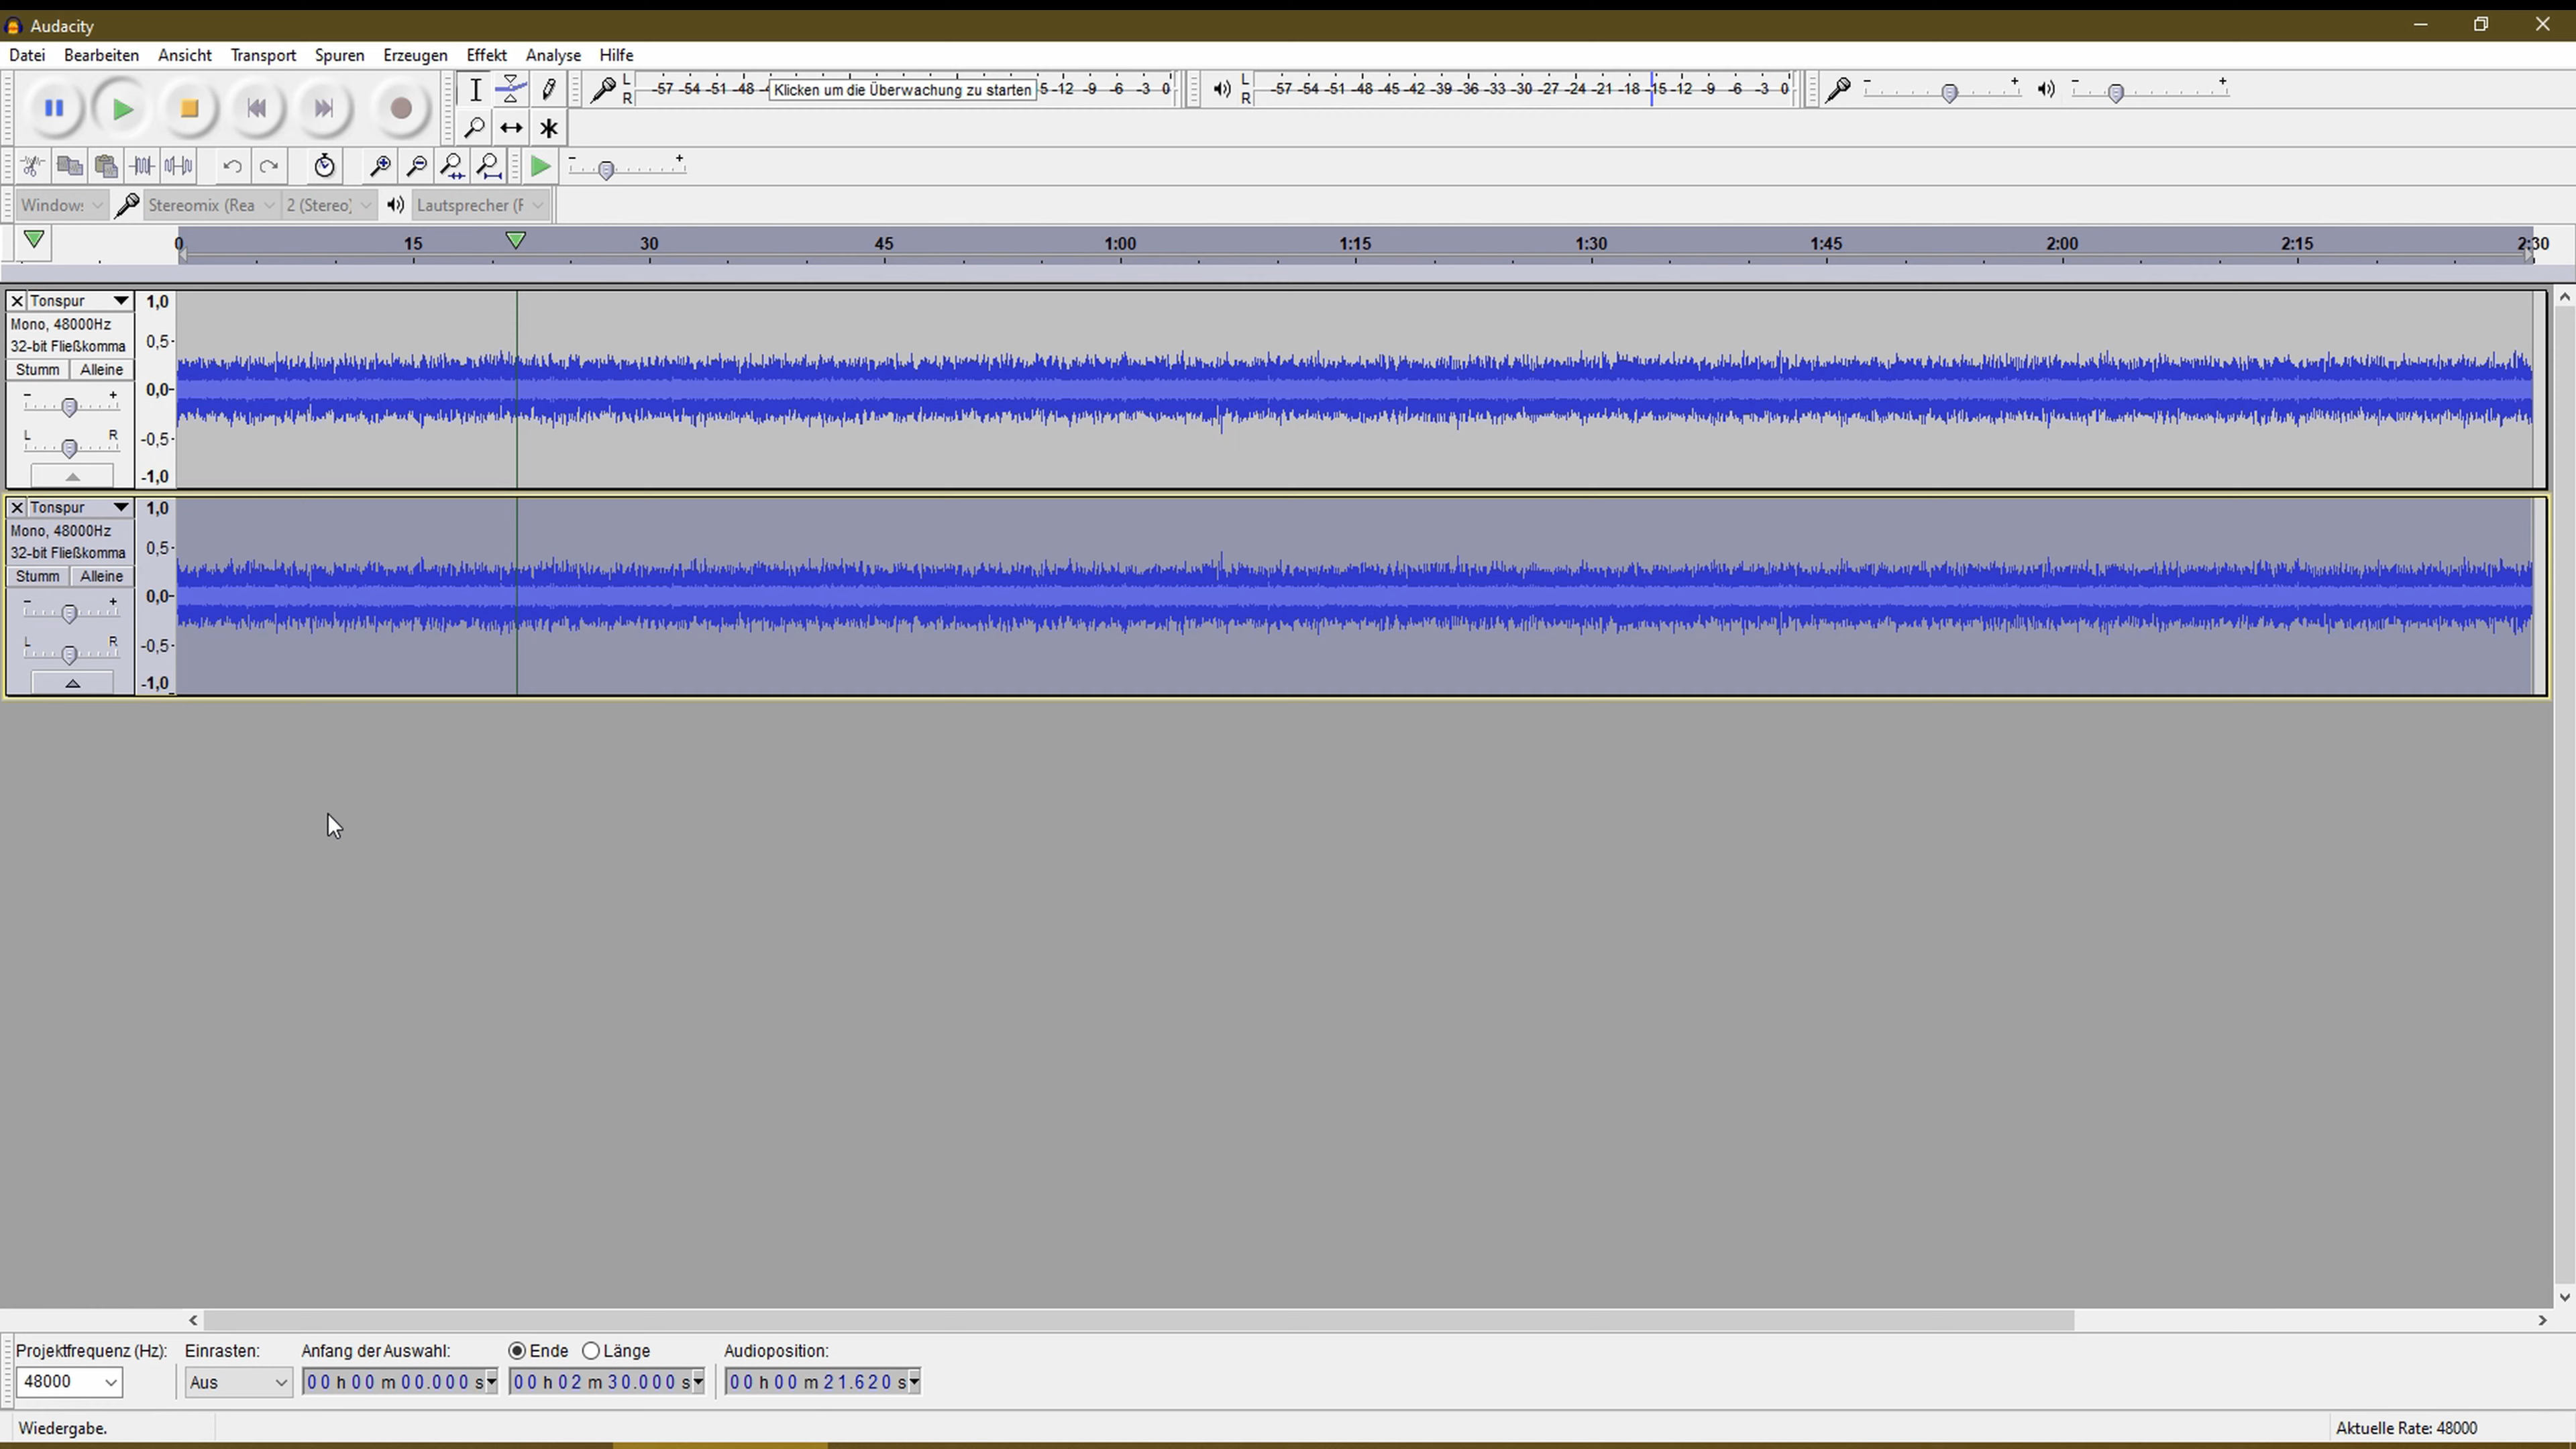 Audacity
Datei Bearbeiten Ansicht Transport Spuren Erzeugen Effekt Analyse Hilfe
L R -57 -54 -51 -48 Klicken um die Überwachung zu starten -12 -9 -6 -3 0
L R -57 -54 -51 -48 -45 -42 -39 -36 -33 -30 -27 -24 -21 -18 -15 -12 -9 -6 -3 0
- +
- +
- +
Window: Stereomix (Rea 2 (Stereo) Lautsprecher (F
0 15 30 45 1:00 1:15 1:30 1:45 2:00 2:15 2:30
Tonspur
Mono, 48000Hz
32-bit Fließkomma
Stumm Alleine
- +
L R
1,0
0,5-
0,0-
-0,5-
-1,0
Tonspur
Mono, 48000Hz
32-bit Fließkomma
Stumm Alleine
- +
L R
1,0
0,5-
0,0-
-0,5-
-1,0
Projektfrequenz (Hz): Einrasten: Anfang der Auswahl: Ende Länge Audioposition:
48000 Aus 00 h 00 m 00.000 s 00 h 02 m 30.000 s 00 h 00 m 21.620 s
Wiedergabe. Aktuelle Rate: 48000